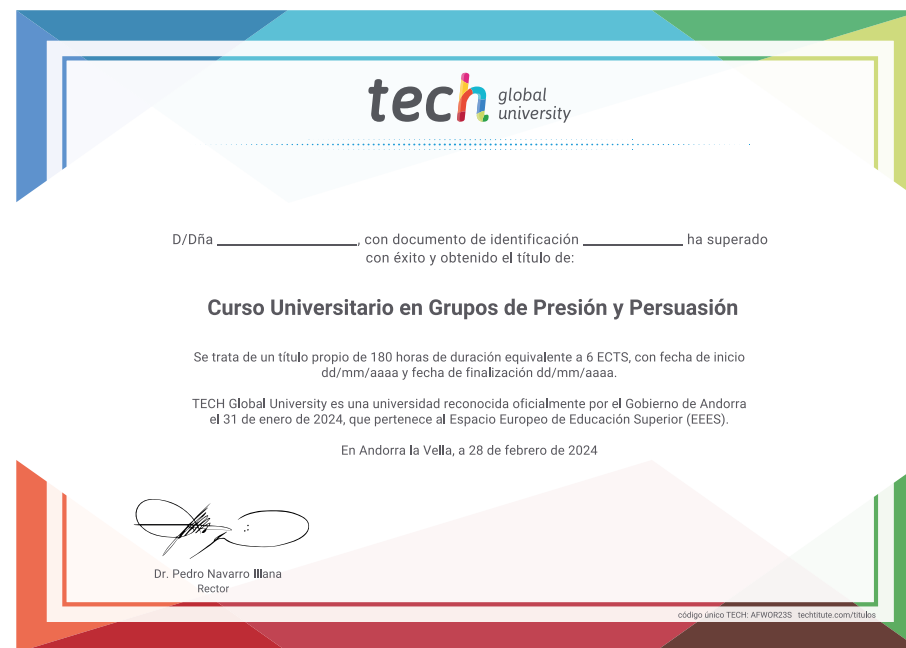 tech global university
D/Dña ____________________, con documento de identificación ______________ ha superado
con éxito y obtenido el título de:
Curso Universitario en Grupos de Presión y Persuasión
Se trata de un título propio de 180 horas de duración equivalente a 6 ECTS, con fecha de inicio
dd/mm/aaaa y fecha de finalización dd/mm/aaaa.
TECH Global University es una universidad reconocida oficialmente por el Gobierno de Andorra
el 31 de enero de 2024, que pertenece al Espacio Europeo de Educación Superior (EEES).
En Andorra la Vella, a 28 de febrero de 2024
Dr. Pedro Navarro Illana
Rector
código único TECH: AFWOR23S techtitute.com/titulos